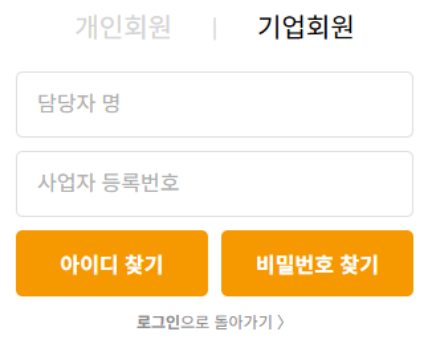 개인회원 | 기업회원
담당자 명
사업자 등록번호
아이디 찾기 비밀번호 찾기
로그인으로 돌아가기 〉